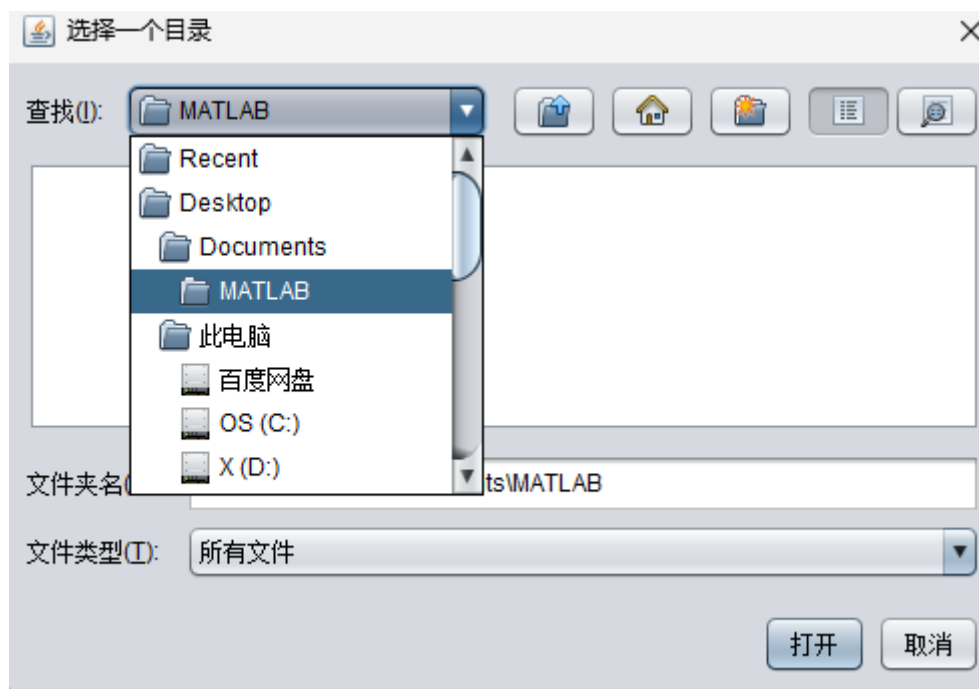 选择一个目录
查找(I): MATLAB
Recent
Desktop
Documents
MATLAB
此电脑
百度网盘
OS (C:)
X (D:)
文件夹名( ts\MATLAB
文件类型(T): 所有文件
打开 取消